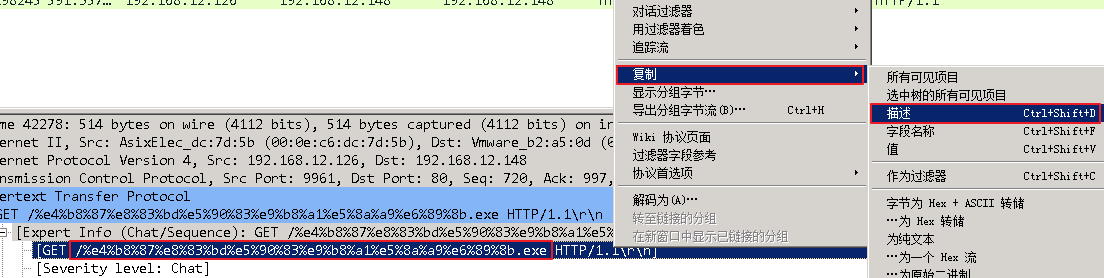 591.557… 192.168.12.126 192.168.12.148 HTTP/1.1
对话过滤器
用过滤器着色
追踪流
复制
显示分组字节…
导出分组字节流(B)… Ctrl+H
Wiki 协议页面
过滤器字段参考
协议首选项
解码为(A)…
转至链接的分组
在新窗口中显示已链接的分组
所有可见项目
选中树的所有可见项目
描述 Ctrl+Shift+D
字段名称 Ctrl+Shift+F
值 Ctrl+Shift+V
作为过滤器 Ctrl+Shift+C
字节为 Hex + ASCII 转储
…为 Hex 转储
为纯文本
…为一个 Hex 流
…为原始二进制
ame 42278: 514 bytes on wire (4112 bits), 514 bytes captured (4112 bits) on in
ernet II, Src: AsixElec_dc:7d:5b (00:0e:c6:dc:7d:5b), Dst: Vmware_b2:a5:0d (0
ernet Protocol Version 4, Src: 192.168.12.126, Dst: 192.168.12.148
nsmission Control Protocol, Src Port: 9961, Dst Port: 80, Seq: 720, Ack: 997,
pertext Transfer Protocol
GET /%e4%b8%87%e8%83%bd%e5%90%83%e9%b8%a1%e5%8a%a9%e6%89%8b.exe HTTP/1.1\r\n
[Expert Info (Chat/Sequence): GET /%e4%b8%87%e8%83%bd%e5%90%83%e9%b8%a1%e5
[GET /%e4%b8%87%e8%83%bd%e5%90%83%e9%b8%a1%e5%8a%a9%e6%89%8b.exe HTTP/1.1\r\n]
[Severity level: Chat]